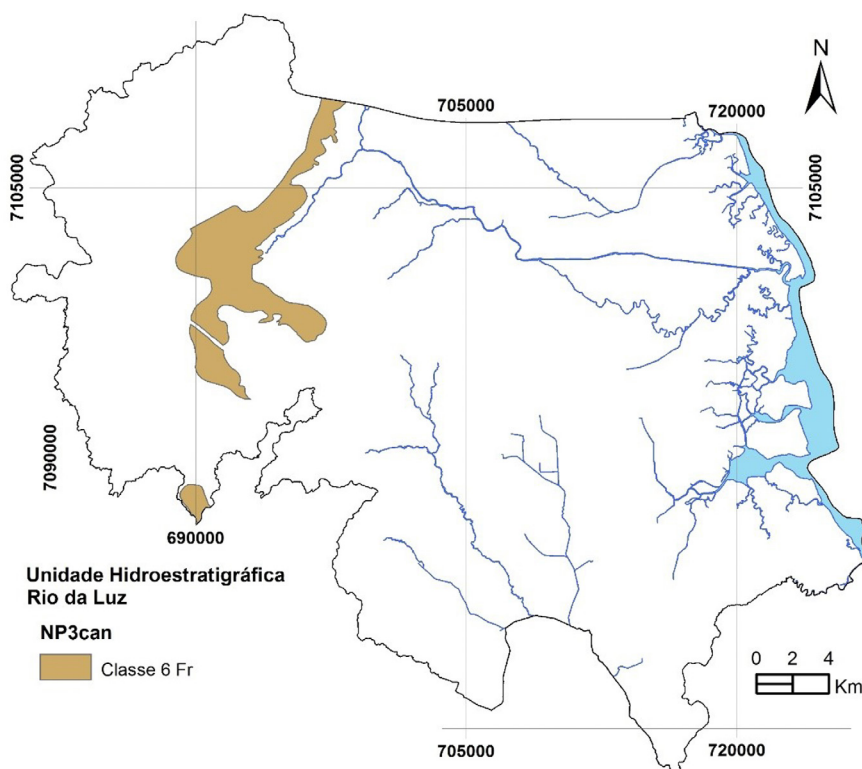 N
705000
720000
7105000
7105000
7090000
690000
Unidade Hidroestratigráfica
Rio da Luz
NP3can
Classe 6 Fr
0 2 4
Km
705000
720000